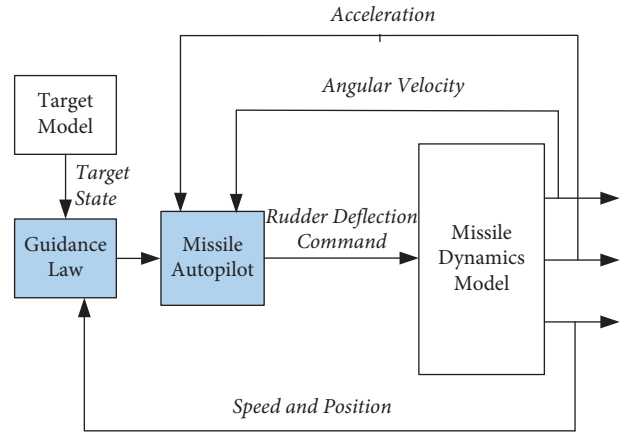 Acceleration
Angular Velocity
Target
Model
Target
State
Rudder Deflection
Command
Guidance
Law
Missile
Autopilot
Missile
Dynamics
Model
Speed and Position